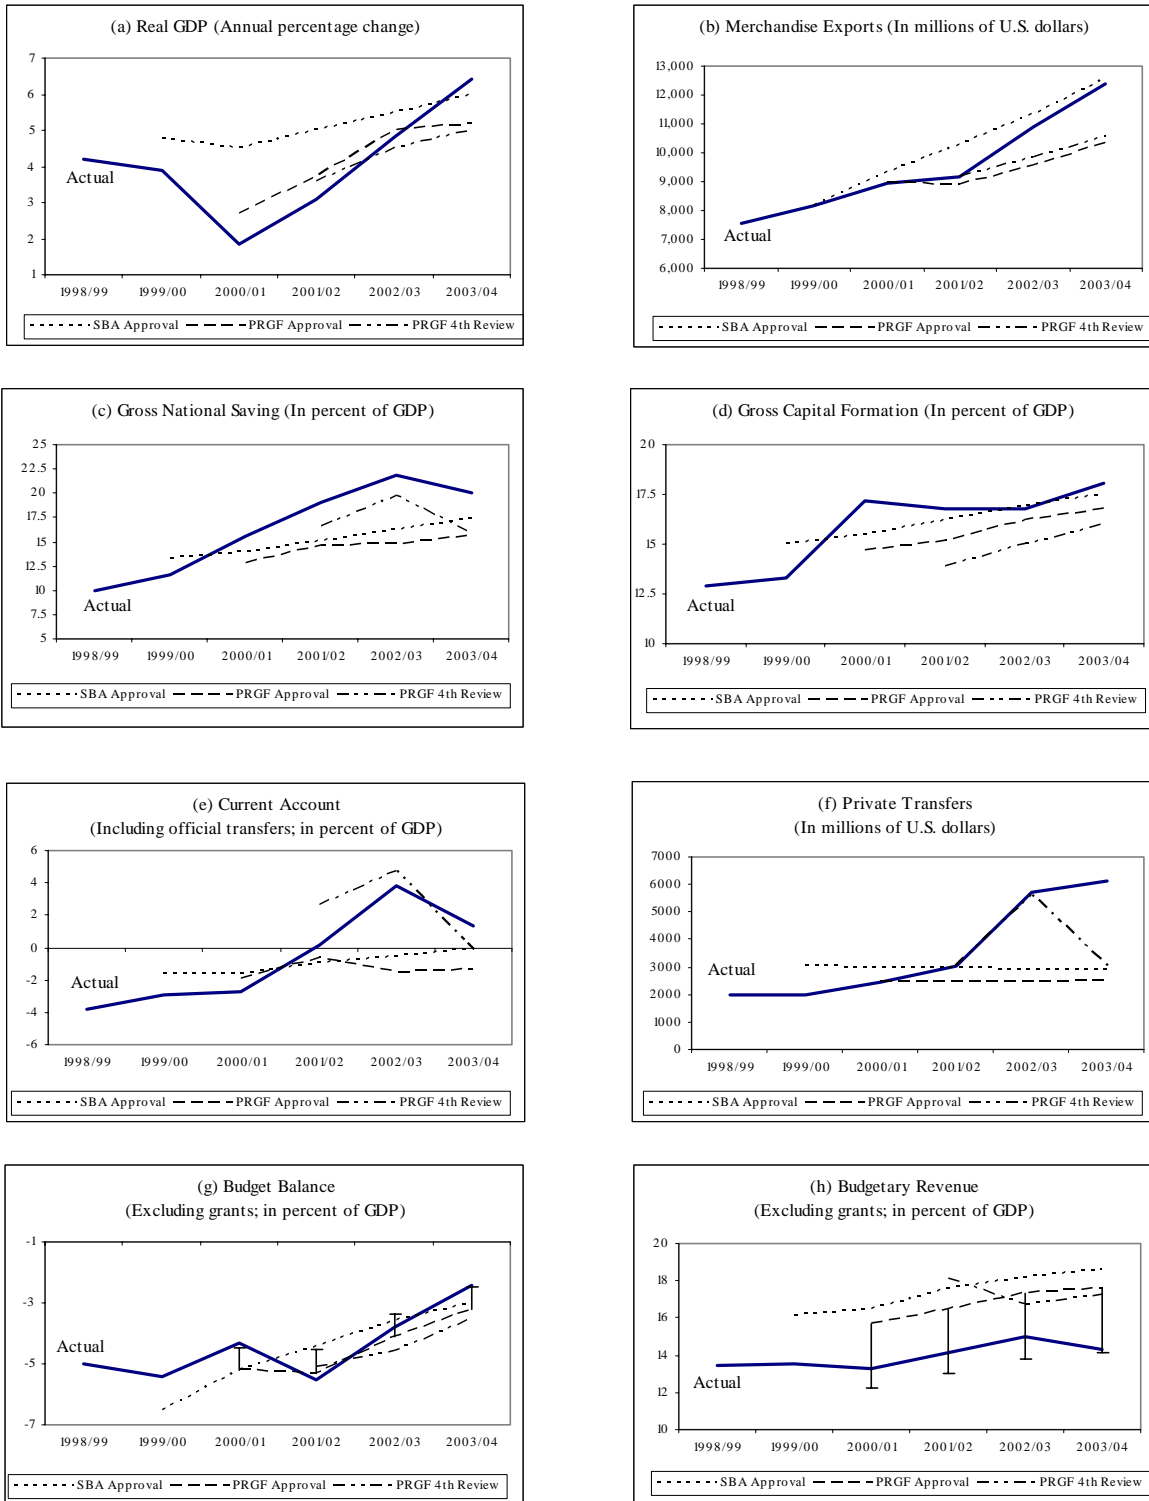 (a) Real GDP (Annual percentage change)
7
6
5
4
3
2
1
Actual
1998/99 1999/00 2000/01 2001/02 2002/03 2003/04
SBA Approval PRGF Approval PRGF 4th Review
(b) Merchandise Exports (In millions of U.S. dollars)
13,000
12,000
11,000
10,000
9,000
8,000
7,000
6,000
Actual
1998/99 1999/00 2000/01 2001/02 2002/03 2003/04
SBA Approval PRGF Approval PRGF 4th Review
(c) Gross National Saving (In percent of GDP)
25
22.5
20
17.5
15
12.5
10
7.5
5
Actual
1998/99 1999/00 2000/01 2001/02 2002/03 2003/04
SBA Approval PRGF Approval PRGF 4th Review
(d) Gross Capital Formation (In percent of GDP)
20
17.5
15
12.5
10
Actual
1998/99 1999/00 2000/01 2001/02 2002/03 2003/04
SBA Approval PRGF Approval PRGF 4th Review
(e) Current Account
(Including official transfers; in percent of GDP)
6
4
2
0
-2
-4
-6
Actual
1998/99 1999/00 2000/01 2001/02 2002/03 2003/04
SBA Approval PRGF Approval PRGF 4th Review
(f) Private Transfers
(In millions of U.S. dollars)
7000
6000
5000
4000
3000
2000
1000
0
Actual
1998/99 1999/00 2000/01 2001/02 2002/03 2003/04
SBA Approval PRGF Approval PRGF 4th Review
(g) Budget Balance
(Excluding grants; in percent of GDP)
-1
-3
-5
-7
Actual
1998/99 1999/00 2000/01 2001/02 2002/03 2003/04
SBA Approval PRGF Approval PRGF 4th Review
(h) Budgetary Revenue
(Excluding grants; in percent of GDP)
20
18
16
14
12
10
Actual
1998/99 1999/00 2000/01 2001/02 2002/03 2003/04
SBA Approval PRGF Approval PRGF 4th Review